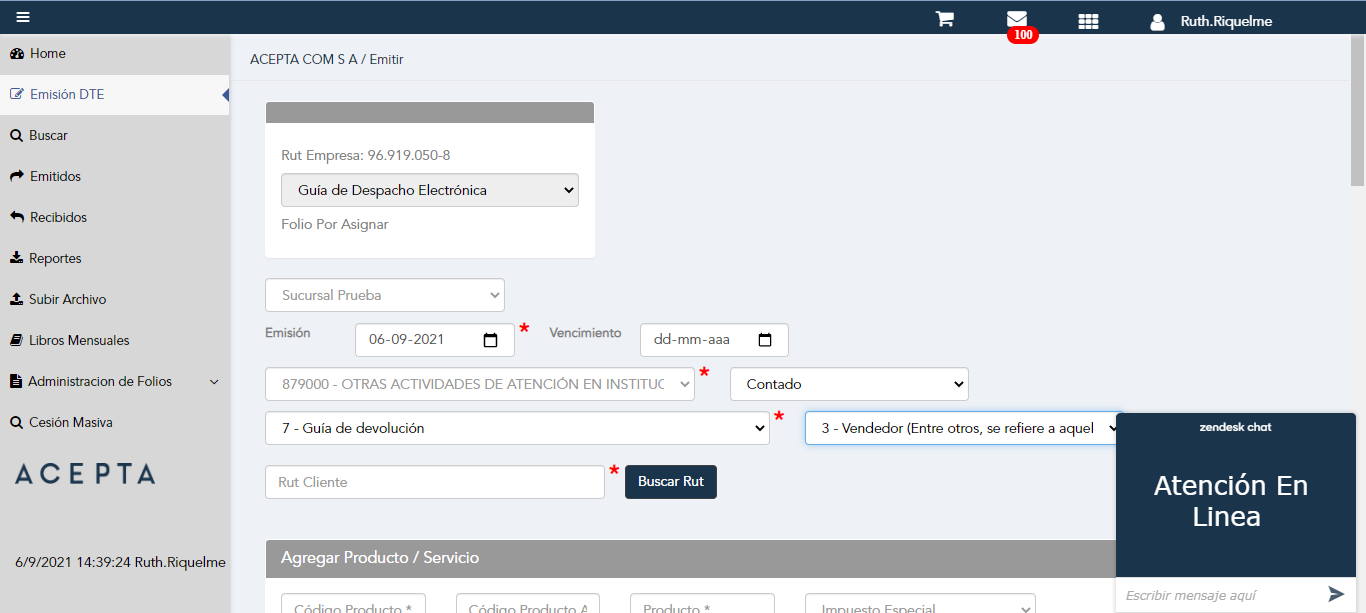 100
Ruth.Riquelme
Home
Emisión DTE
Buscar
Emitidos
Recibidos
Reportes
Subir Archivo
Libros Mensuales
Administracion de Folios
Cesión Masiva
ACEPTA
6/9/2021 14:39:24 Ruth.Riquelme
ACEPTA COM S A / Emitir
Rut Empresa: 96.919.050-8
Guía de Despacho Electrónica
Folio Por Asignar
Sucursal Prueba
Emisión 06-09-2021 * Vencimiento dd-mm-aaa
879000 - OTRAS ACTIVIDADES DE ATENCIÓN EN INSTITUC * Contado
7 - Guía de devolución * 3 - Vendedor (Entre otros, se refiere a aquel
Rut Cliente * Buscar Rut
Agregar Producto / Servicio
Código Producto * Código Producto A Producto * Impuesto Especial
zendesk chat
Atención En
Linea
Escribir mensaje aquí